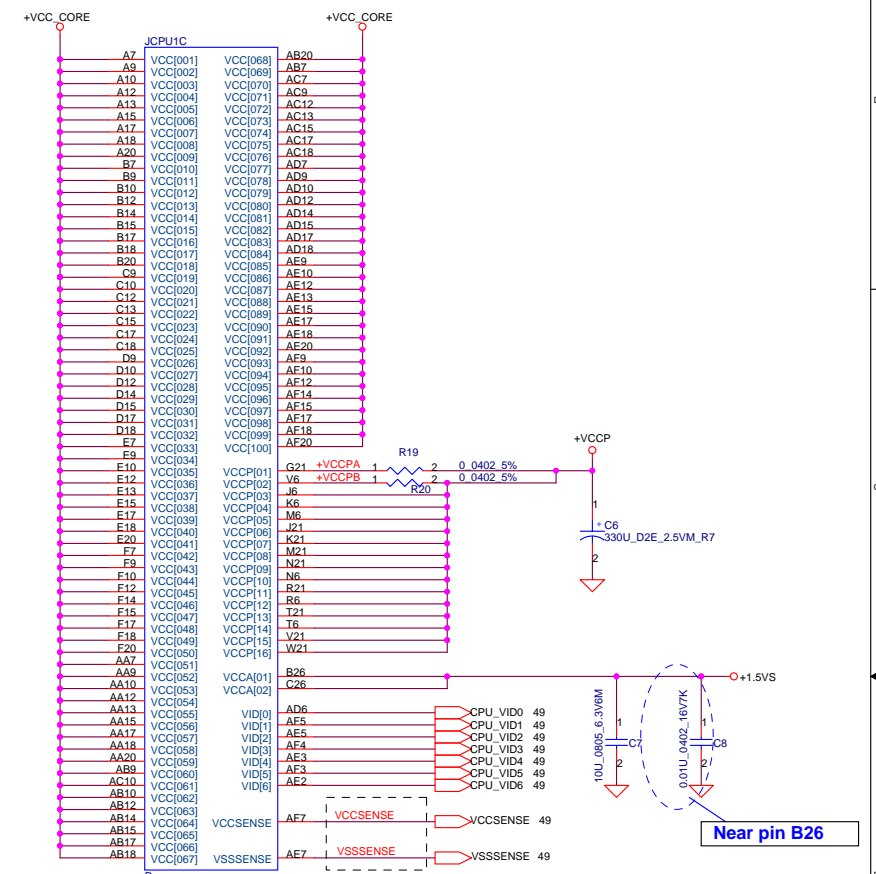 +VCC_CORE +VCC_CORE
JCPU1C
A7 VCC[001] VCC[068] AB20
A9 VCC[002] VCC[069] AB7
A10 VCC[003] VCC[070] AC7
A12 VCC[004] VCC[071] AC9
A13 VCC[005] VCC[072] AC12
A15 VCC[006] VCC[073] AC13
A17 VCC[007] VCC[074] AC15
A18 VCC[008] VCC[075] AC17
A20 VCC[009] VCC[076] AC18
B7 VCC[010] VCC[077] AD7
B9 VCC[011] VCC[078] AD9
B10 VCC[012] VCC[079] AD10
B12 VCC[013] VCC[080] AD12
B14 VCC[014] VCC[081] AD14
B15 VCC[015] VCC[082] AD15
B17 VCC[016] VCC[083] AD17
B18 VCC[017] VCC[084] AD18
B20 VCC[018] VCC[085] AE9
C9 VCC[019] VCC[086] AE10
C10 VCC[020] VCC[087] AE12
C12 VCC[021] VCC[088] AE13
C13 VCC[022] VCC[089] AE15
C15 VCC[023] VCC[090] AE17
C17 VCC[024] VCC[091] AE18
C18 VCC[025] VCC[092] AE20
D9 VCC[026] VCC[093] AF9
D10 VCC[027] VCC[094] AF10
D12 VCC[028] VCC[095] AF12
D14 VCC[029] VCC[096] AF14
D15 VCC[030] VCC[097] AF15
D17 VCC[031] VCC[098] AF17
D18 VCC[032] VCC[099] AF18
E7 VCC[033] VCC[100] AF20
E9 VCC[034]
E10 VCC[035] VCCP[01] G21 +VCCPA 1 R19 2 0_0402_5%
E12 VCC[036] VCCP[02] V6 +VCCPB 1 R20 2 0_0402_5%
E13 VCC[037] VCCP[03] J6
E15 VCC[038] VCCP[04] K6
E17 VCC[039] VCCP[05] M6
E18 VCC[040] VCCP[06] J21
E20 VCC[041] VCCP[07] K21
F7 VCC[042] VCCP[08] M21
F9 VCC[043] VCCP[09] N21
F10 VCC[044] VCCP[10] N6
F12 VCC[045] VCCP[11] R21
F14 VCC[046] VCCP[12] R6
F15 VCC[047] VCCP[13] T21
F17 VCC[048] VCCP[14] T6
F18 VCC[049] VCCP[15] V21
F20 VCC[050] VCCP[16] W21
AA7 VCC[051]
AA9 VCC[052] VCCA[01] B26
AA10 VCC[053] VCCA[02] C26
AA12 VCC[054]
AA13 VCC[055] VID[0] AD6 CPU_VID0 49
AA15 VCC[056] VID[1] AF5 CPU_VID1 49
AA17 VCC[057] VID[2] AE5 CPU_VID2 49
AA18 VCC[058] VID[3] AF4 CPU_VID3 49
AA20 VCC[059] VID[4] AE3 CPU_VID4 49
AB9 VCC[060] VID[5] AF3 CPU_VID5 49
AC10 VCC[061] VID[6] AE2 CPU_VID6 49
AB10 VCC[062]
AB12 VCC[063]
AB14 VCC[064] VCCSENSE AF7 VCCSENSE VCCSENSE 49
AB15 VCC[065]
AB17 VCC[066]
AB18 VCC[067] VSSSENSE AE7 VSSSENSE VSSSENSE 49
+VCCP
1
+ C6
330U_D2E_2.5VM_R7
2
+1.5VS
10U_0805_6.3V6M
1
C7
2
0.01U_0402_16V7K
1
C8
2
Near pin B26